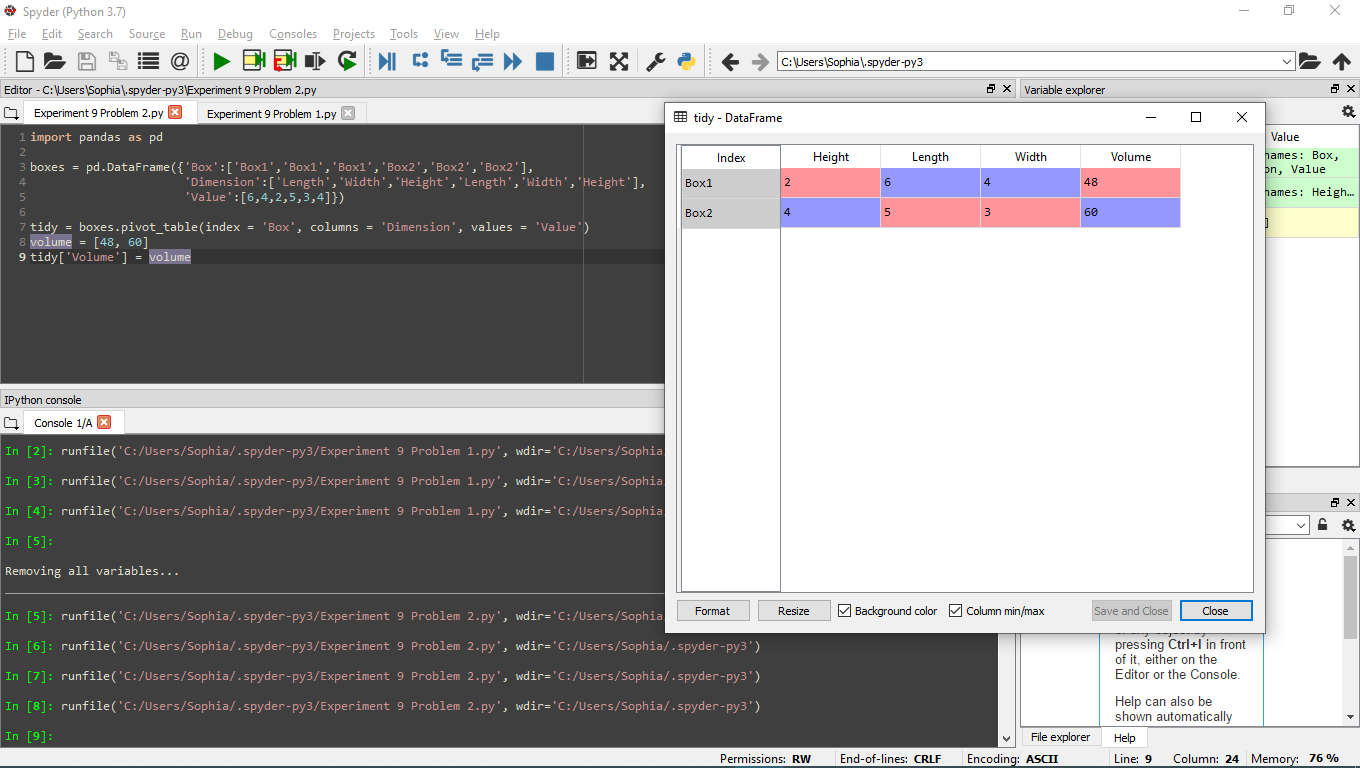 Spyder (Python 3.7)
File Edit Search Source Run Debug Consoles Projects Tools View Help
C:\Users\Sophia\.spyder-py3
Editor - C:\Users\Sophia\.spyder-py3\Experiment 9 Problem 2.py
Variable explorer
Experiment 9 Problem 2.py Experiment 9 Problem 1.py
1 import pandas as pd
2
3 boxes = pd.DataFrame({'Box':['Box1','Box1','Box1','Box2','Box2','Box2'],
4 'Dimension':['Length','Width','Height','Length','Width','Height'],
5 'Value':[6,4,2,5,3,4]})
6
7 tidy = boxes.pivot_table(index = 'Box', columns = 'Dimension', values = 'Value')
8 volume = [48, 60]
9 tidy['Volume'] = volume
tidy - DataFrame
Index Height Length Width Volume
Box1 2 6 4 48
Box2 4 5 3 60
Format Resize Background color Column min/max Save and Close Close
Value
names: Box,
on, Value
names: Heigh...
]
IPython console
Console 1/A
In [2]: runfile('C:/Users/Sophia/.spyder-py3/Experiment 9 Problem 1.py', wdir='C:/Users/Sophia
In [3]: runfile('C:/Users/Sophia/.spyder-py3/Experiment 9 Problem 1.py', wdir='C:/Users/Sophia
In [4]: runfile('C:/Users/Sophia/.spyder-py3/Experiment 9 Problem 1.py', wdir='C:/Users/Sophia
In [5]:
Removing all variables...
In [5]: runfile('C:/Users/Sophia/.spyder-py3/Experiment 9 Problem 2.py', wdir='C:/Users/Sophia
In [6]: runfile('C:/Users/Sophia/.spyder-py3/Experiment 9 Problem 2.py', wdir='C:/Users/Sophia/.spyder-py3')
In [7]: runfile('C:/Users/Sophia/.spyder-py3/Experiment 9 Problem 2.py', wdir='C:/Users/Sophia/.spyder-py3')
In [8]: runfile('C:/Users/Sophia/.spyder-py3/Experiment 9 Problem 2.py', wdir='C:/Users/Sophia/.spyder-py3')
In [9]:
pressing Ctrl+I in front
of it, either on the
Editor or the Console.
Help can also be
shown automatically
File explorer Help
Permissions: RW End-of-lines: CRLF Encoding: ASCII Line: 9 Column: 24 Memory: 76 %